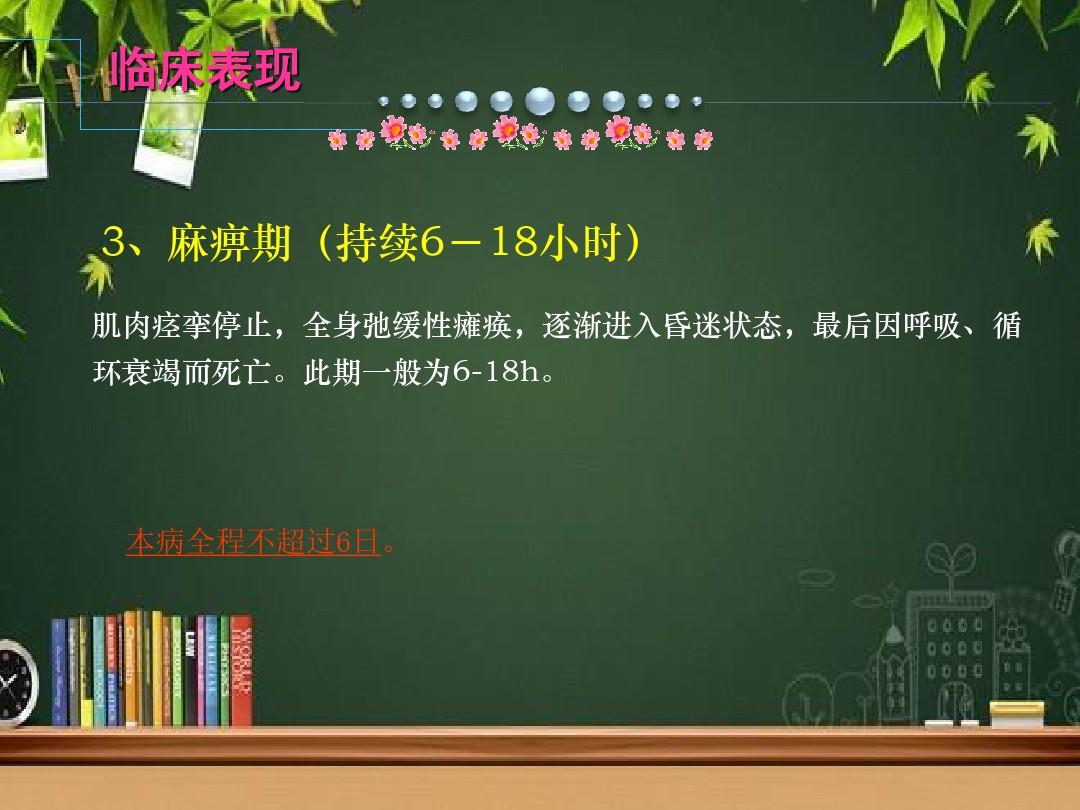 临床表现
3、麻痹期（持续6－18小时）
肌肉痉挛停止，全身弛缓性瘫痪，逐渐进入昏迷状态，最后因呼吸、循
环衰竭而死亡。此期一般为6-18h。
本病全程不超过6日。
LAW
WORLD
HISTORY